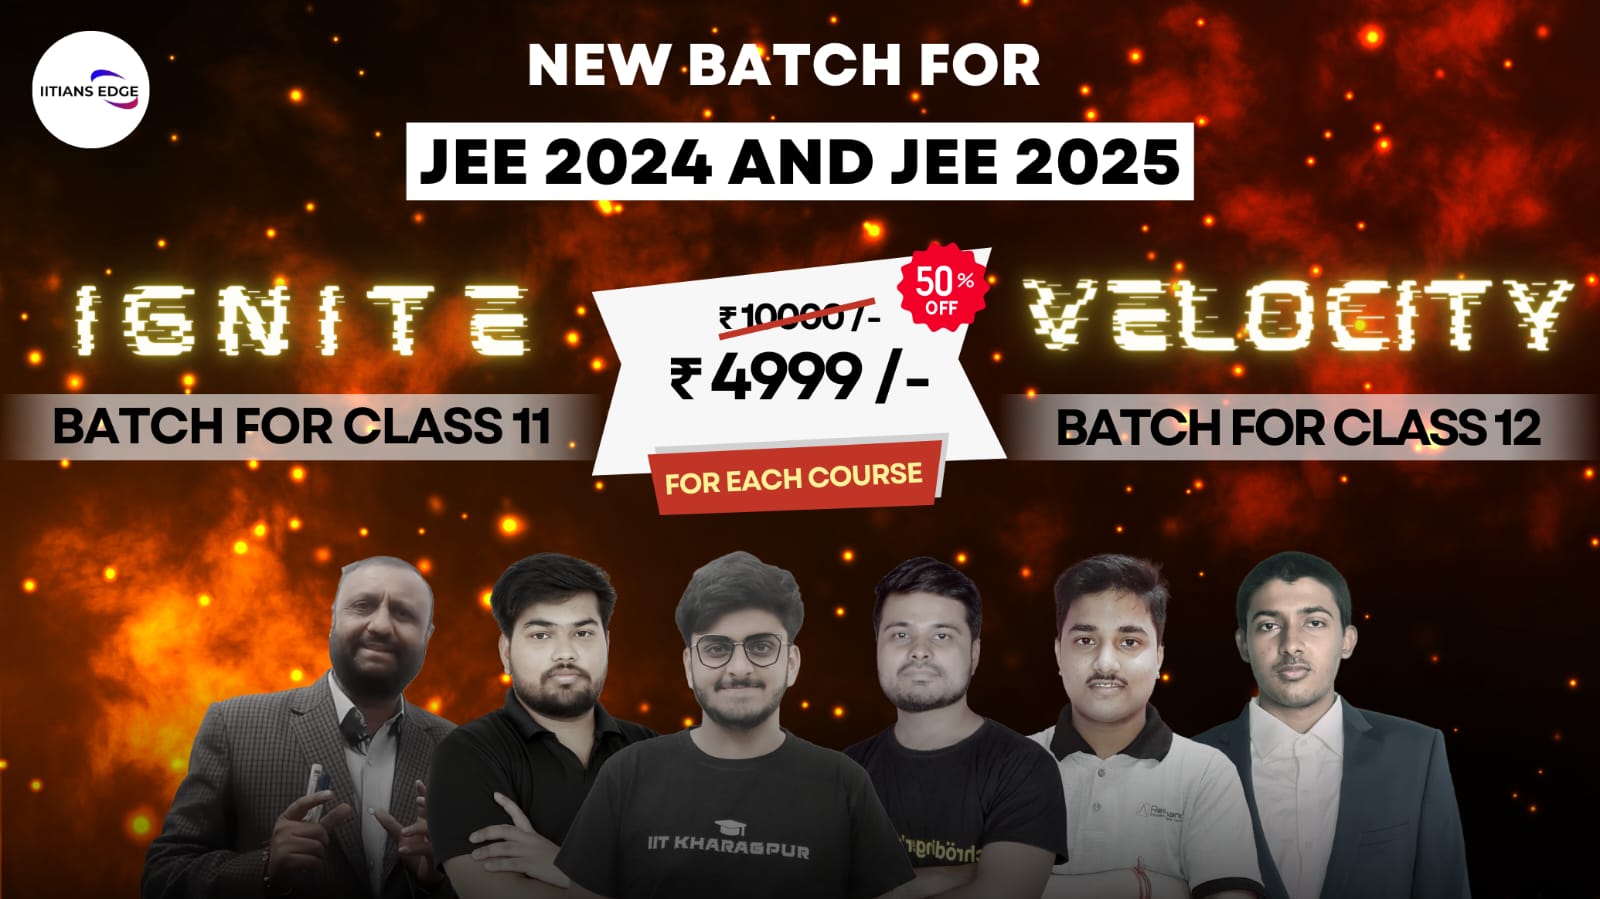 IITIANS EDGE
NEW BATCH FOR
JEE 2024 AND JEE 2025
IGNITE
BATCH FOR CLASS 11
50%
OFF
₹ 10000 /-
₹ 4999 /-
FOR EACH COURSE
VELOCITY
BATCH FOR CLASS 12
IIT KHARAGPUR